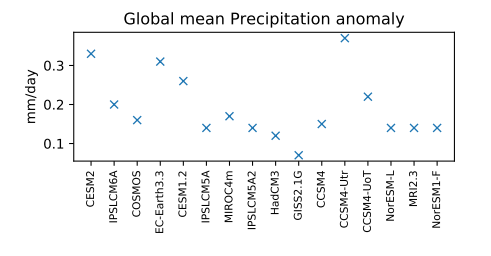 Global mean Precipitation anomaly
mm/day
0.3
0.2
0.1
CESM2
IPSLCM6A
COSMOS
EC-Earth3.3
CESM1.2
IPSLCM5A
MIROC4m
IPSLCM5A2
HadCM3
GISS2.1G
CCSM4
CCSM4-Utr
CCSM4-UoT
NorESM-L
MRI2.3
NorESM1-F